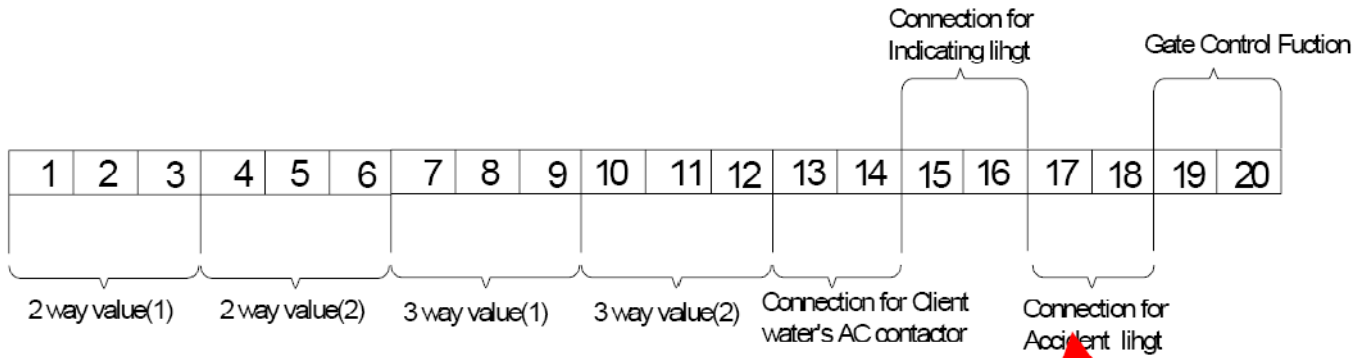 Connection for
Indicating lihgt
Gate Control Fuction
1 2 3 4 5 6 7 8 9 10 11 12 13 14 15 16 17 18 19 20
2 way value(1)
2 way value(2)
3 way value(1)
3 way value(2)
Connection for Client
water's AC contactor
Connection for
Accident lihgt